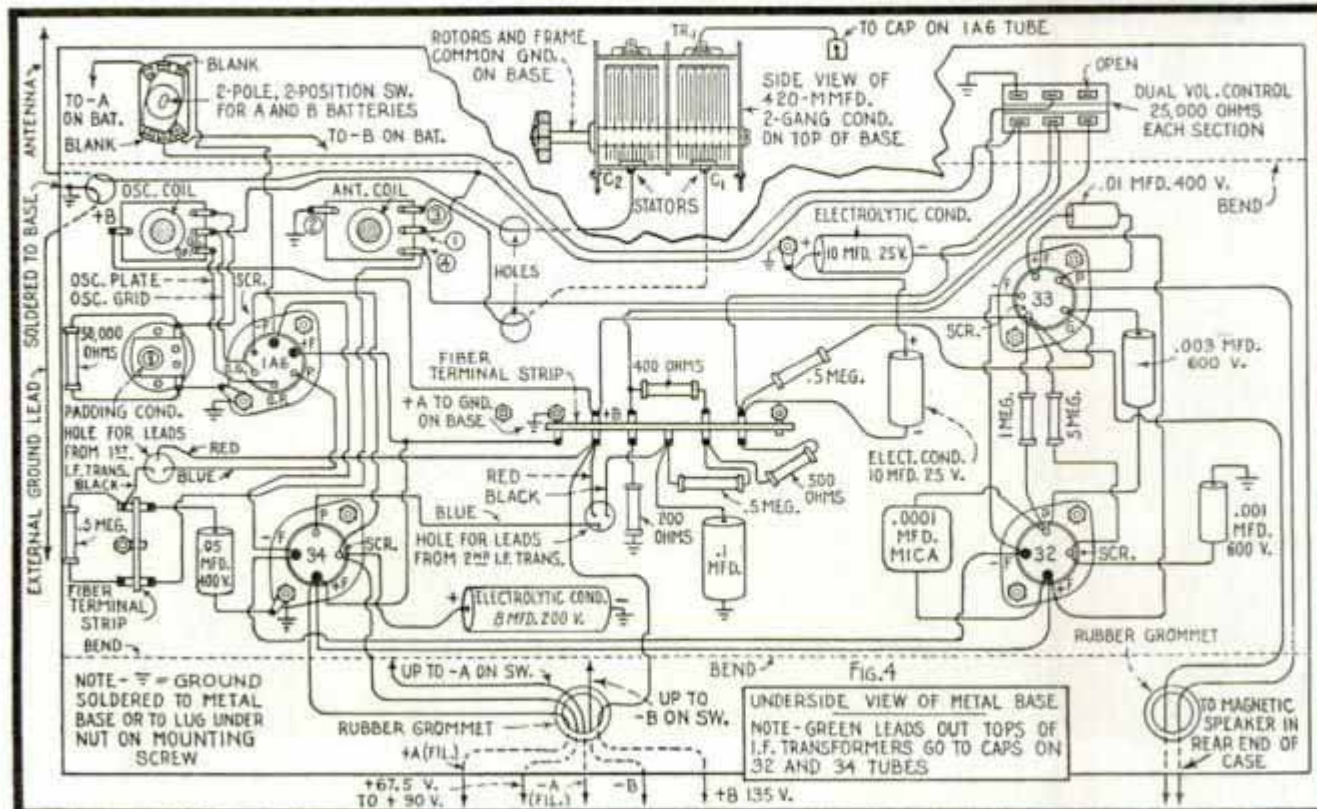 ROTORS AND FRAME
COMMON GND.
ON BASE
TR1
TO CAP ON 1A6 TUBE
SIDE VIEW OF
420-MMFD.
2-GANG COND.
ON TOP OF BASE
OPEN
DUAL VOL. CONTROL
25,000 OHMS
EACH SECTION
BLANK
TO -A
ON BAT.
2-POLE, 2-POSITION SW.
FOR A AND B BATTERIES
BLANK
TO -B ON BAT.
ANTENNA
C2
C1
STATORS
.01 MFD. 400 V.
BEND
SOLDERED TO BASE
EXTERNAL GROUND LEAD
+B
OSC. COIL
ANT. COIL
2
3
1
4
HOLES
ELECTROLYTIC COND.
+
10 MFD. 25V.
-
OSC. PLATE
OSC. GRID
SCR.
-F
+F
P
1A6
50,000
OHMS
PADDING COND.
HOLE FOR LEADS
FROM 1ST
I.F. TRANS.
RED
BLUE
BLACK
FIBER
TERMINAL STRIP
+A TO GND.
ON BASE
400 OHMS
+B
.5 MEG.
+F
P
-F
33
SCR.
G
.003 MFD.
600 V.
1 MEG.
.5 MEG.
+
-
ELECT. COND.
10 MFD. 25 V.
RED
BLACK
BLUE
HOLE FOR LEADS
FROM 2ND I.F. TRANS.
200
OHMS
.5 MEG.
500
OHMS
.1
MFD.
.0001
MFD.
MICA
.001
MFD.
600 V.
.5 MEG.
.05
MFD.
400 V.
FIBER
TERMINAL
STRIP
P
-F
34
SCR.
+F
P
-F
32
SCR.
+F
+
ELECTROLYTIC COND.
8 MFD. 200 V.
-
BEND
BEND
FIG. 4
RUBBER GROMMET
NOTE- = GROUND
SOLDERED TO METAL
BASE OR TO LUG UNDER
NUT ON MOUNTING
SCREW
UP TO -A ON SW.
RUBBER GROMMET
UP TO
-B ON SW.
UNDERSIDE VIEW OF METAL BASE
NOTE-GREEN LEADS OUT TOPS OF
I.F. TRANSFORMERS GO TO CAPS ON
32 AND 34 TUBES
TO MAGNETIC
SPEAKER IN
REAR END OF
CASE
+A (FIL.)
+67.5 V.
TO +90 V.
-A
(FIL.)
-B
+B 135 V.